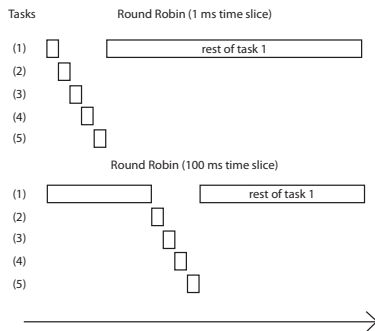 Tasks Round Robin (1 ms time slice)
(1) rest of task 1
(2)
(3)
(4)
(5)
Round Robin (100 ms time slice)
(1) rest of task 1
(2)
(3)
(4)
(5)